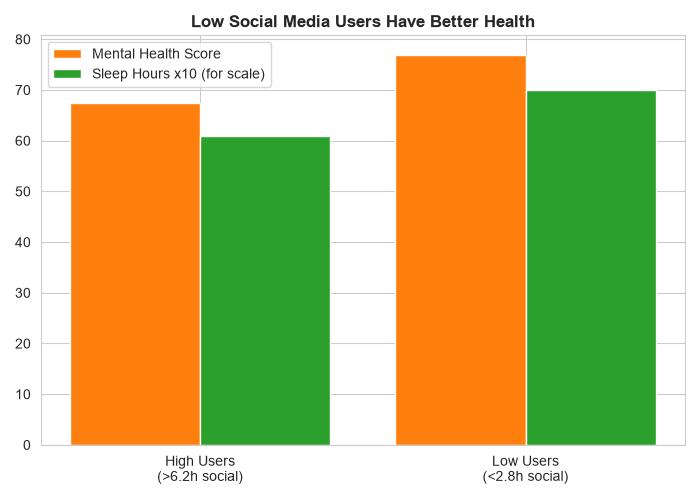 Low Social Media Users Have Better Health
Mental Health Score
Sleep Hours x10 (for scale)
80
70
60
50
40
30
20
10
0
High Users
(>6.2h social)
Low Users
(<2.8h social)